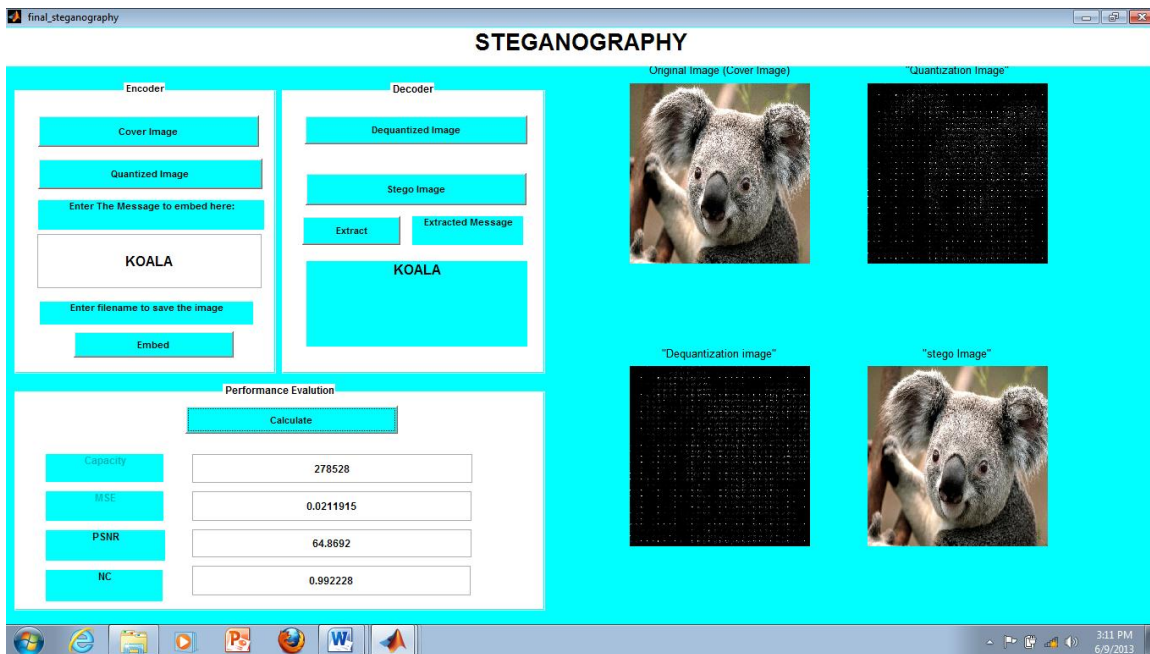 final_steganography
STEGANOGRAPHY
Encoder
Cover Image
Quantized Image
Enter The Message to embed here:
KOALA
Enter filename to save the image
Embed
Decoder
Dequantized Image
Stego Image
Extract
Extracted Message
KOALA
Original Image (Cover Image)
"Quantization Image"
"Dequantization image"
"stego Image"
Performance Evalution
Calculate
Capacity
278528
MSE
0.0211915
PSNR
64.8692
NC
0.992228
3:11 PM
6/9/2013